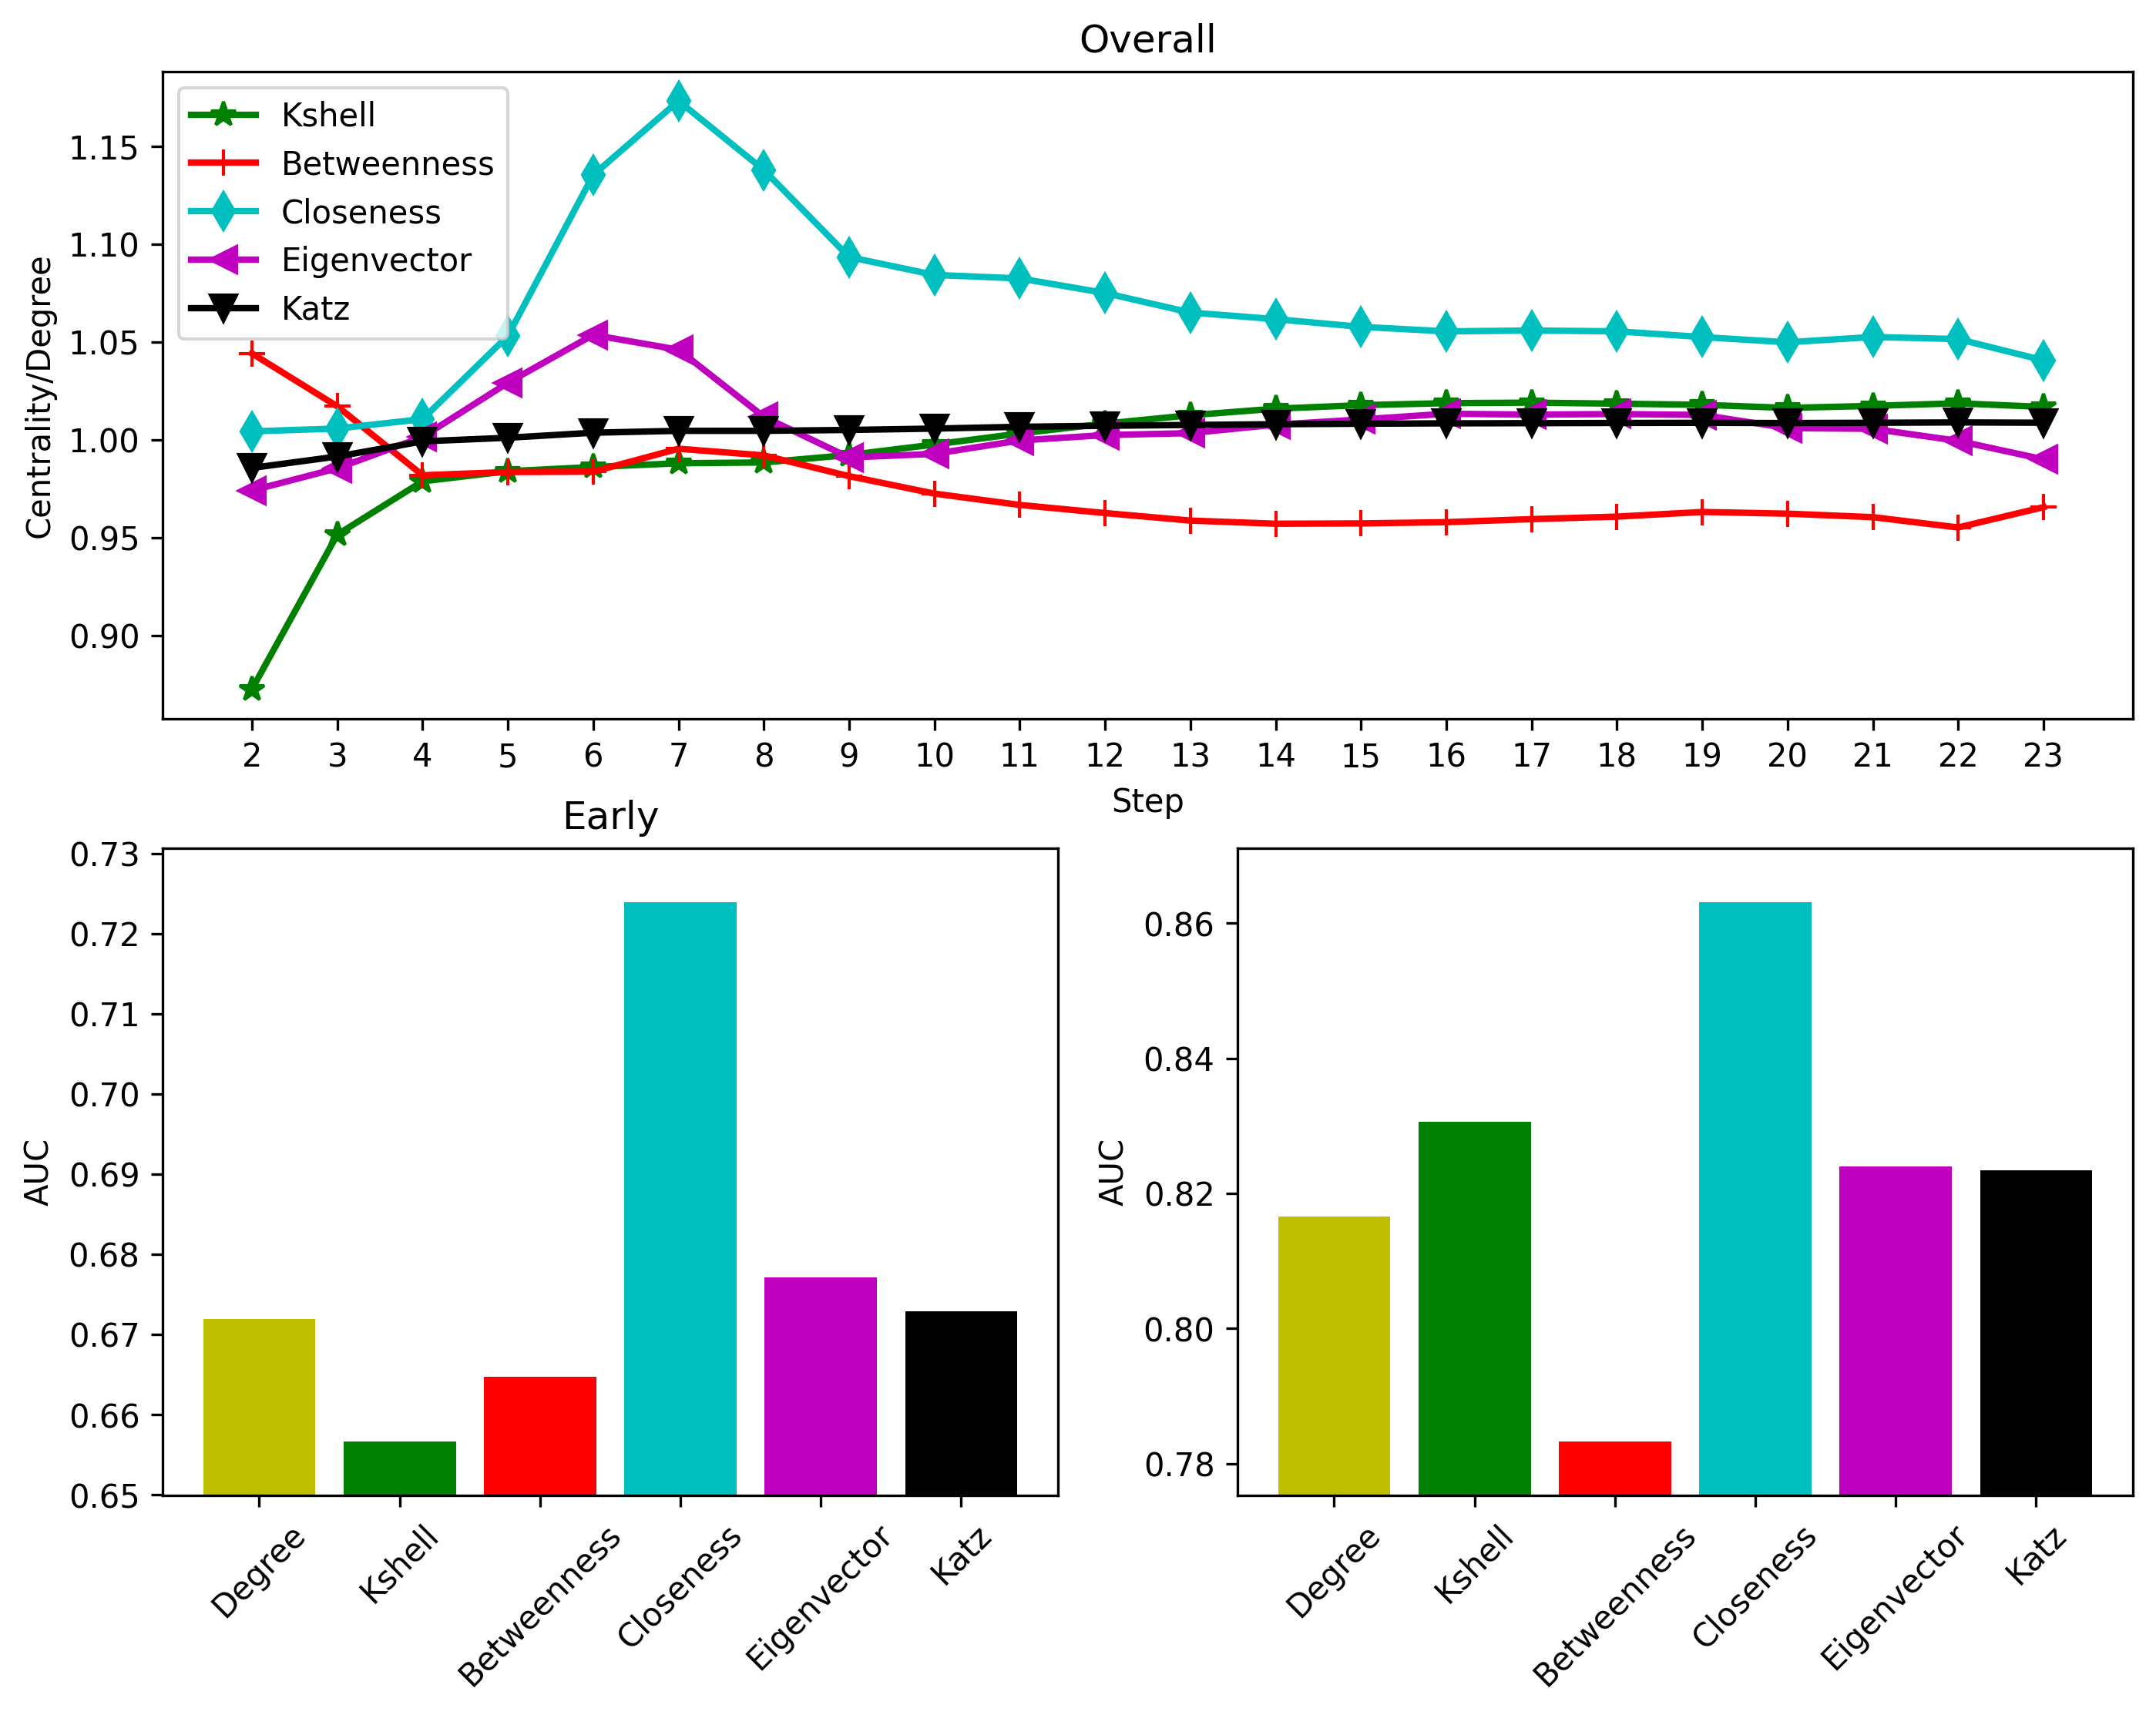 Overall
Kshell
Betweenness
Closeness
Eigenvector
Katz
Centrality/Degree
1.15
1.10
1.05
1.00
0.95
0.90
2 3 4 5 6 7 8 9 10 11 12 13 14 15 16 17 18 19 20 21 22 23
Step
Early
AUC
0.73
0.72
0.71
0.70
0.69
0.68
0.67
0.66
0.65
Degree Kshell Betweenness Closeness Eigenvector Katz
AUC
0.86
0.84
0.82
0.80
0.78
Degree Kshell Betweenness Closeness Eigenvector Katz